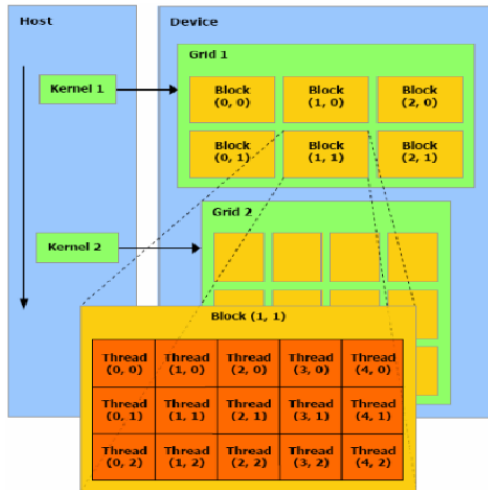 Host
Device
Grid 1
Kernel 1
Block
(0, 0)
Block
(1, 0)
Block
(2, 0)
Block
(0, 1)
Block
(1, 1)
Block
(2, 1)
Grid 2
Kernel 2
Block (1, 1)
Thread
(0, 0)
Thread
(1, 0)
Thread
(2, 0)
Thread
(3, 0)
Thread
(4, 0)
Thread
(0, 1)
Thread
(1, 1)
Thread
(2, 1)
Thread
(3, 1)
Thread
(4, 1)
Thread
(0, 2)
Thread
(1, 2)
Thread
(2, 2)
Thread
(3, 2)
Thread
(4, 2)